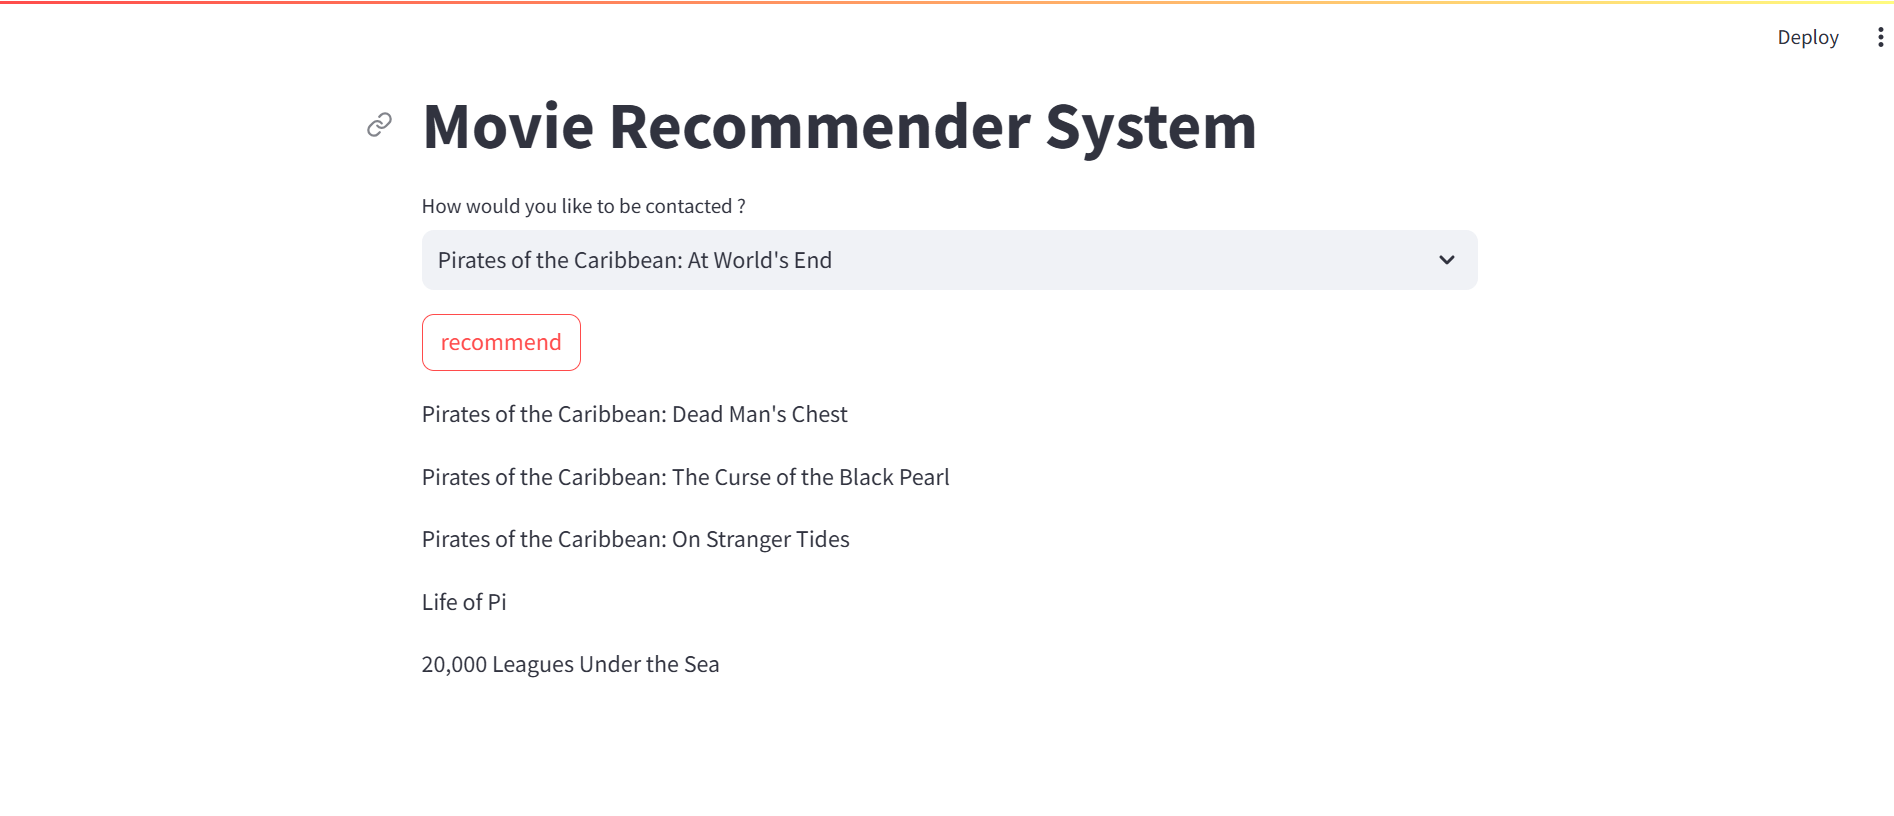 Deploy
Movie Recommender System
How would you like to be contacted ?
Pirates of the Caribbean: At World's End
recommend
Pirates of the Caribbean: Dead Man's Chest
Pirates of the Caribbean: The Curse of the Black Pearl
Pirates of the Caribbean: On Stranger Tides
Life of Pi
20,000 Leagues Under the Sea